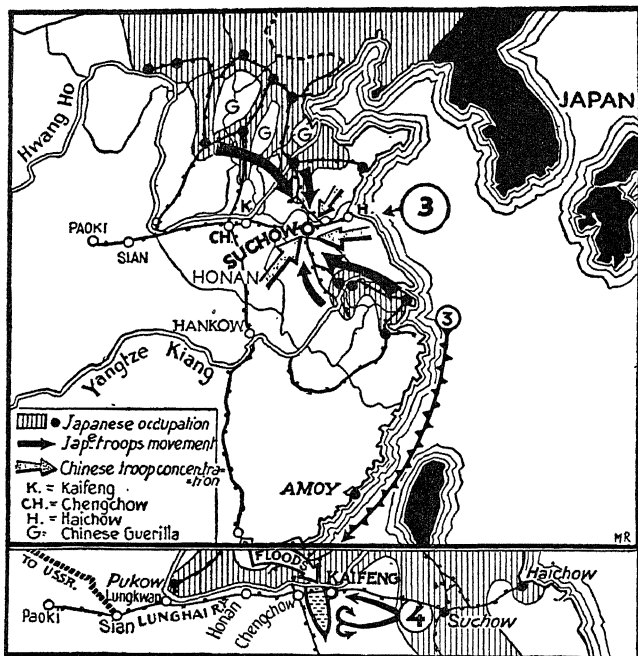 JAPAN
Hwang Ho
G
G
G
K
H.
3
PAOKI
SIAN
CH.
SUCHOW
HONAN
HANKOW
3
Yangtze Kiang
Japanese occupation
Jape troops movement
Chinese troop concentra-
-tion
K. = Kaifeng
CH. = Chengchow
H. = Haichow
G = Chinese Guerilla
AMOY
MR
TO USSR.
FLOODS
Pukow
Lungkwan
KAIFENG
Haichow
Paoki
Sian
LUNGHAI RY.
Honan
Chengchow
4
Suchow